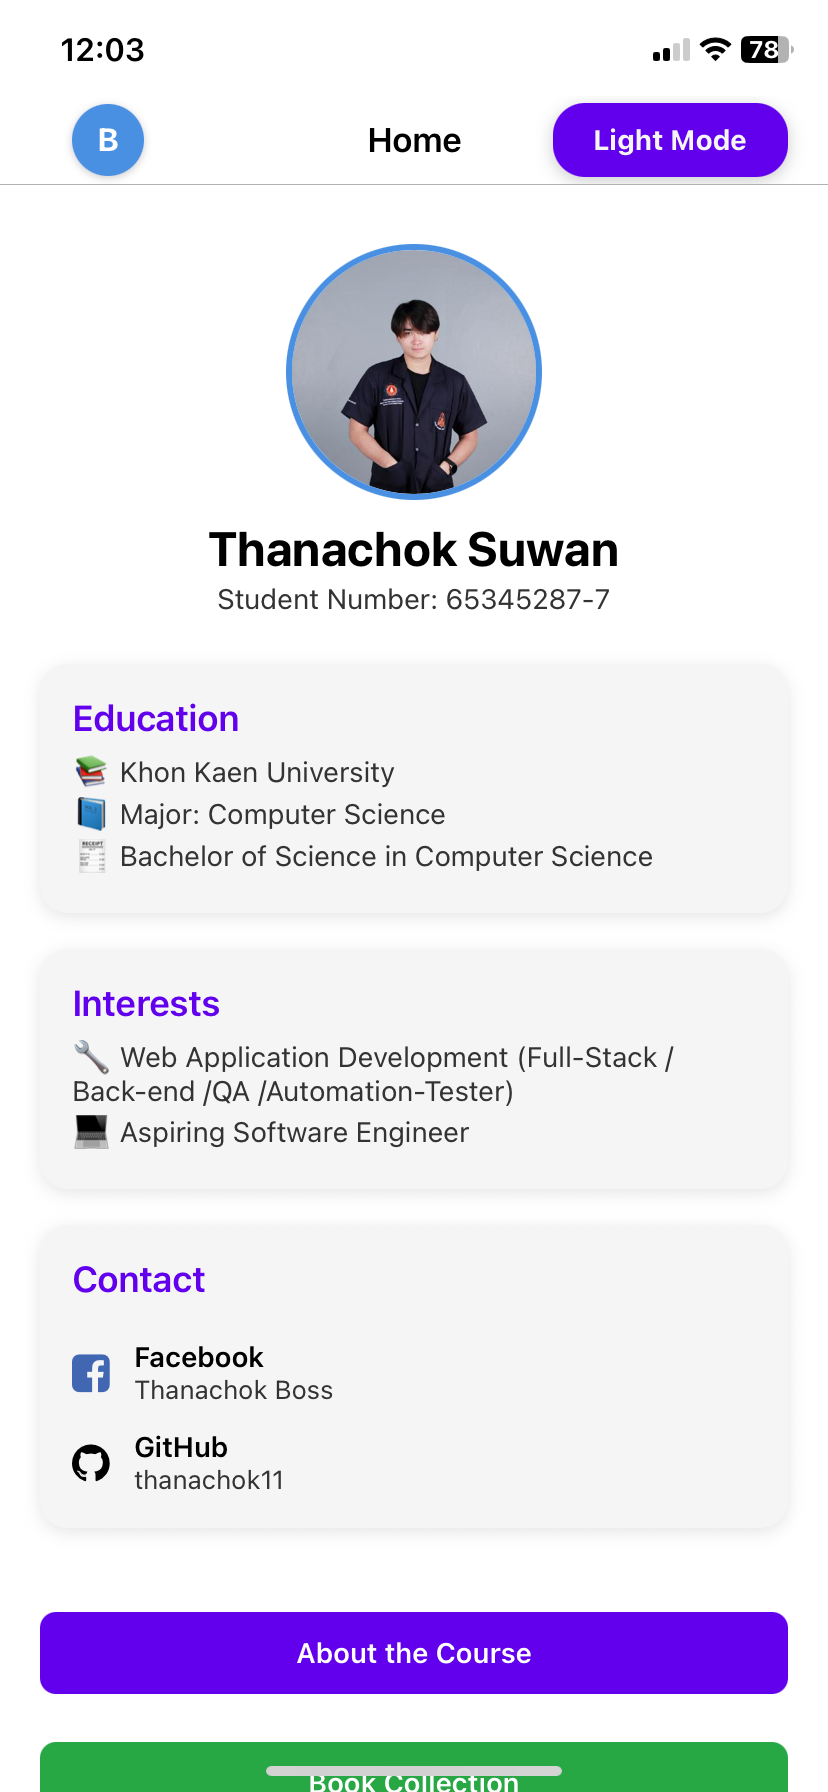 12:03
78
B
Home
Light Mode
Thanachok Suwan
Student Number: 65345287-7
Education
Khon Kaen University
Major: Computer Science
RECEIPT
Bachelor of Science in Computer Science
Interests
Web Application Development (Full-Stack /
Back-end /QA /Automation-Tester)
Aspiring Software Engineer
Contact
Facebook
Thanachok Boss
GitHub
thanachok11
About the Course
Book Collection